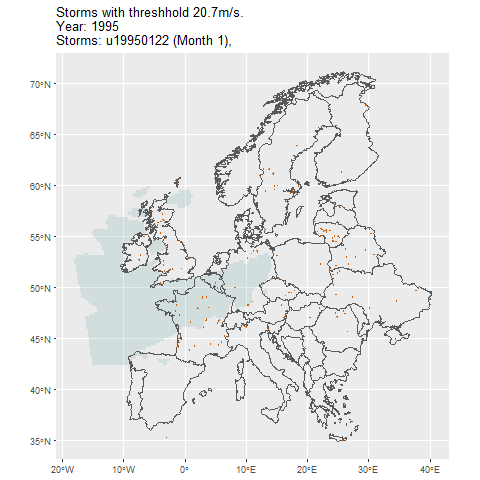 Storms with threshhold 20.7m/s.
Year: 1995
Storms: u19950122 (Month 1),
70°N
65°N
60°N
55°N
50°N
45°N
40°N
35°N
20°W
10°W
0°
10°E
20°E
30°E
40°E